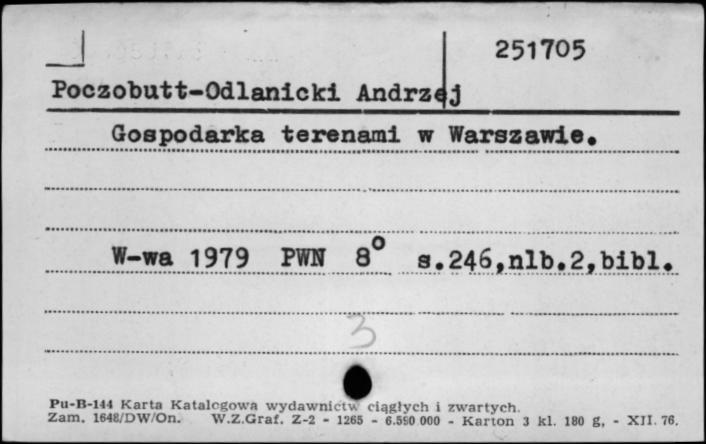 251705
Poczobutt-Odlanicki Andrzej
Gospodarka terenami w Warszawie.
W-wa 1979 PWN 8° s.246,nlb.2,bibl.
3
Pu-B-144 Karta Katalogowa wydawnictw ciągłych i zwartych.
Zam. 1648/DW/On. W.Z.Graf. Z-2 - 1265 - 6.550 000 - Karton 3 kl. 180 g. - XII. 76.